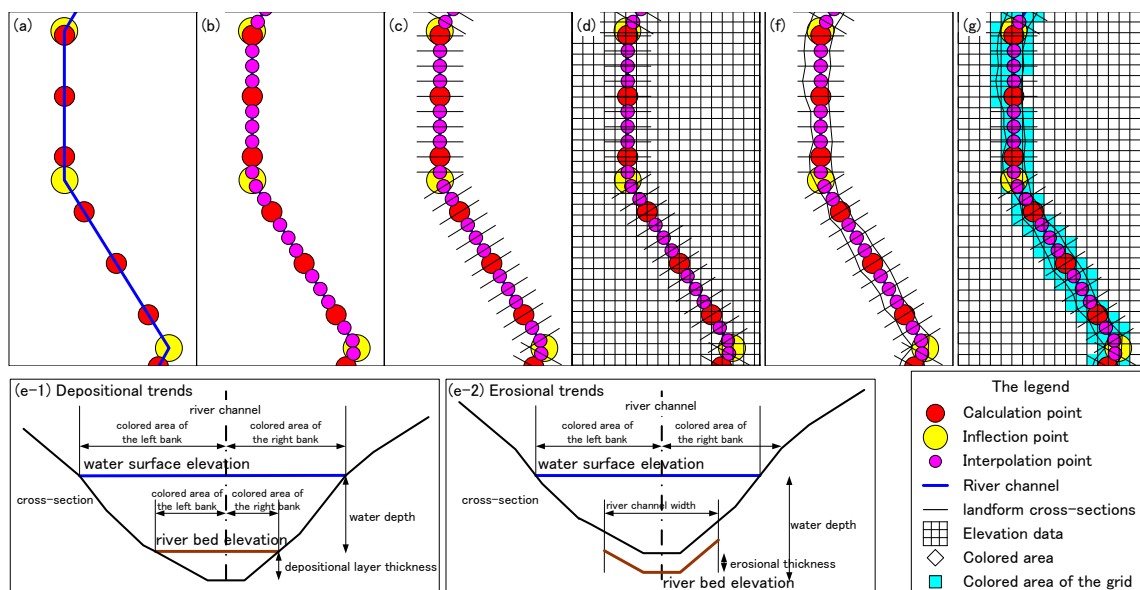 (a)
(b)
(c)
(d)
(f)
(g)
(e-1) Depositional trends
river channel
colored area of
the left bank
colored area of
the right bank
water surface elevation
cross-section
colored area of
the left bank
colored area of
the right bank
water depth
river bed elevation
depositional layer thickness
(e-2) Erosional trends
river channel
colored area of
the left bank
colored area of
the right bank
water surface elevation
cross-section
river channel width
water depth
erosional thickness
river bed elevation
The legend
Calculation point
Inflection point
Interpolation point
River channel
landform cross-sections
Elevation data
Colored area
Colored area of the grid